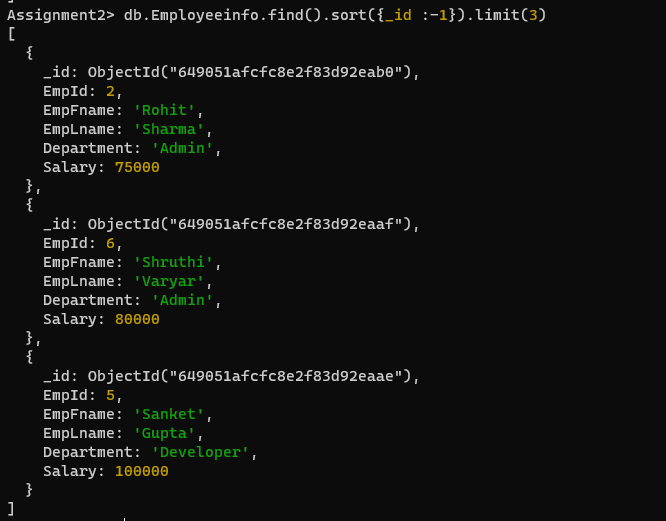 Assignment2> db.Employeeinfo.find().sort({_id :-1}).limit(3)
[
  {
    _id: ObjectId("649051afcfc8e2f83d92eab0"),
    EmpId: 2,
    EmpFname: 'Rohit',
    EmpLname: 'Sharma',
    Department: 'Admin',
    Salary: 75000
  },
  {
    _id: ObjectId("649051afcfc8e2f83d92eaaf"),
    EmpId: 6,
    EmpFname: 'Shruthi',
    EmpLname: 'Varyar',
    Department: 'Admin',
    Salary: 80000
  },
  {
    _id: ObjectId("649051afcfc8e2f83d92eaae"),
    EmpId: 5,
    EmpFname: 'Sanket',
    EmpLname: 'Gupta',
    Department: 'Developer',
    Salary: 100000
  }
]